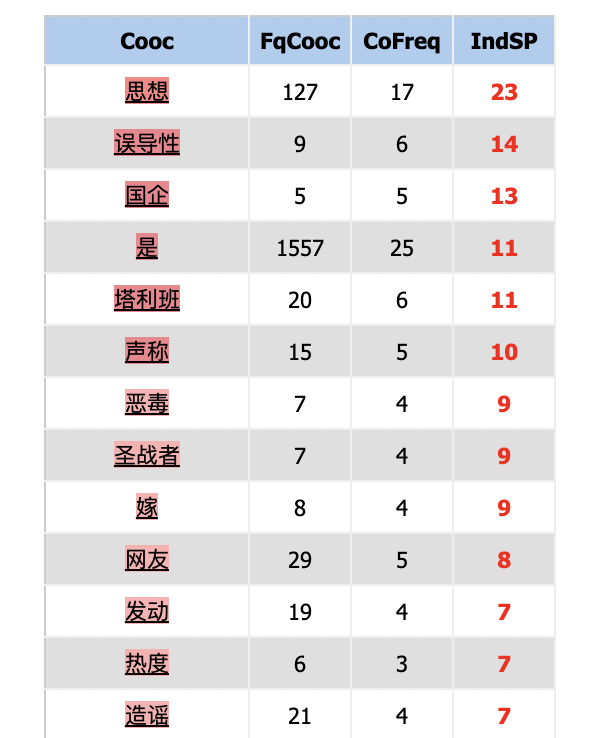 Cooc FqCooc CoFreq IndSP
思想 127 17 23
误导性 9 6 14
国企 5 5 13
是 1557 25 11
塔利班 20 6 11
声称 15 5 10
恶毒 7 4 9
圣战者 7 4 9
嫁 8 4 9
网友 29 5 8
发动 19 4 7
热度 6 3 7
造谣 21 4 7